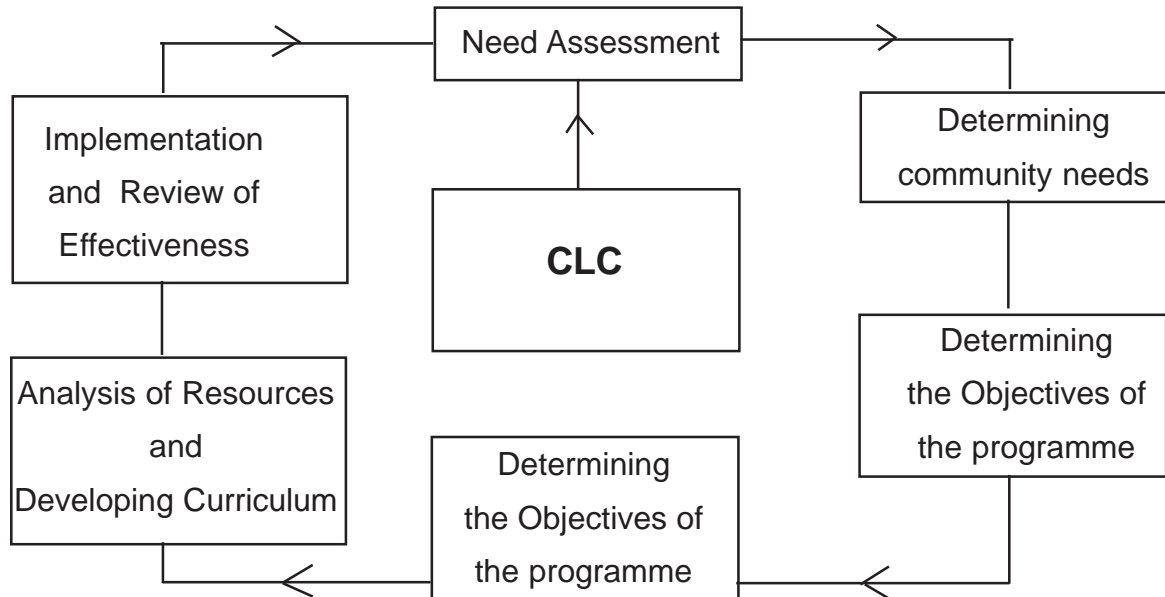 Need Assessment
Determining
community needs
Determining
the Objectives of
the programme
Determining
the Objectives of
the programme
Analysis of Resources
and
Developing Curriculum
Implementation
and Review of
Effectiveness
CLC